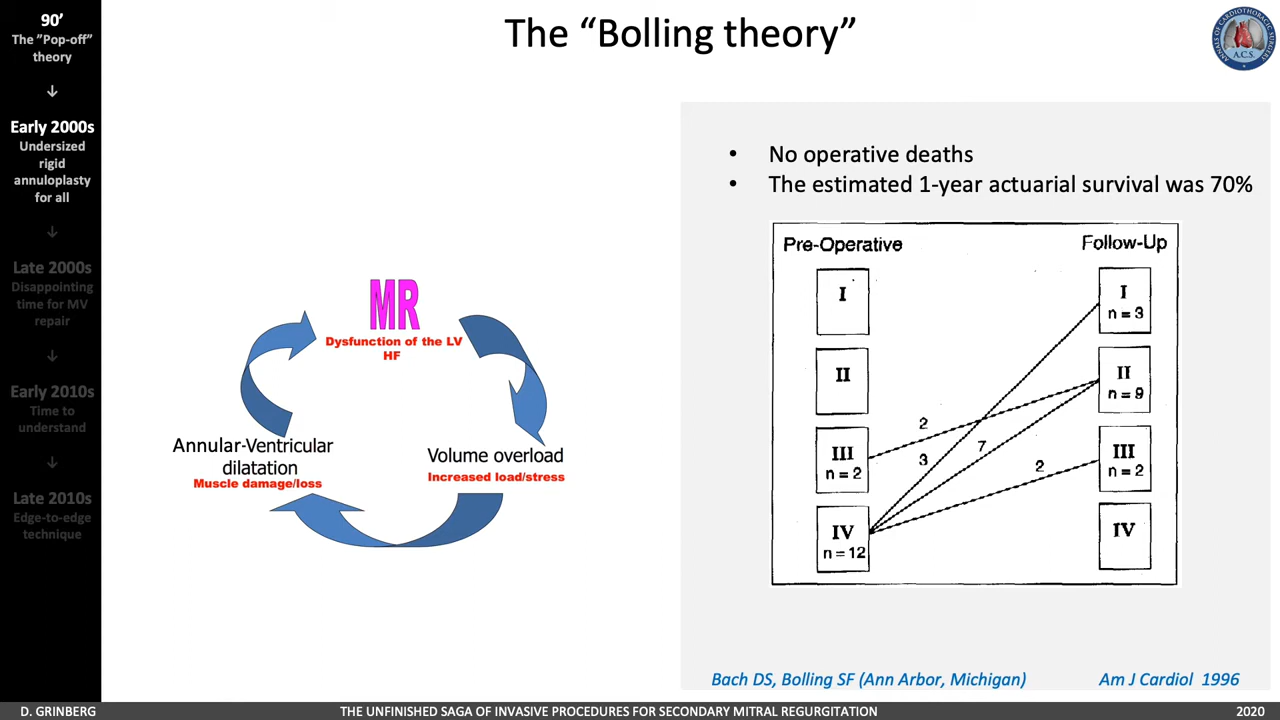 The “Bolling theory”
90’
The ”Pop-off”
theory
↓
Early 2000s
Undersized
rigid
annuloplasty
for all
↓
Late 2000s
Disappointing
time for MV
repair
↓
Early 2010s
Time to
understand
↓
Late 2010s
Edge-to-edge
technique
MR
Dysfunction of the LV
HF
Annular-Ventricular
dilatation
Muscle damage/loss
Volume overload
Increased load/stress
• No operative deaths
• The estimated 1-year actuarial survival was 70%
Pre-Operative
Follow-Up
I
II
III
n = 2
IV
n = 12
2
3
7
2
I
n = 3
II
n = 9
III
n = 2
IV
Bach DS, Bolling SF (Ann Arbor, Michigan)
Am J Cardiol 1996
ANNALS OF CARDIOTHORACIC SURGERY
A.C.S.
D. GRINBERG
THE UNFINISHED SAGA OF INVASIVE PROCEDURES FOR SECONDARY MITRAL REGURGITATION
2020